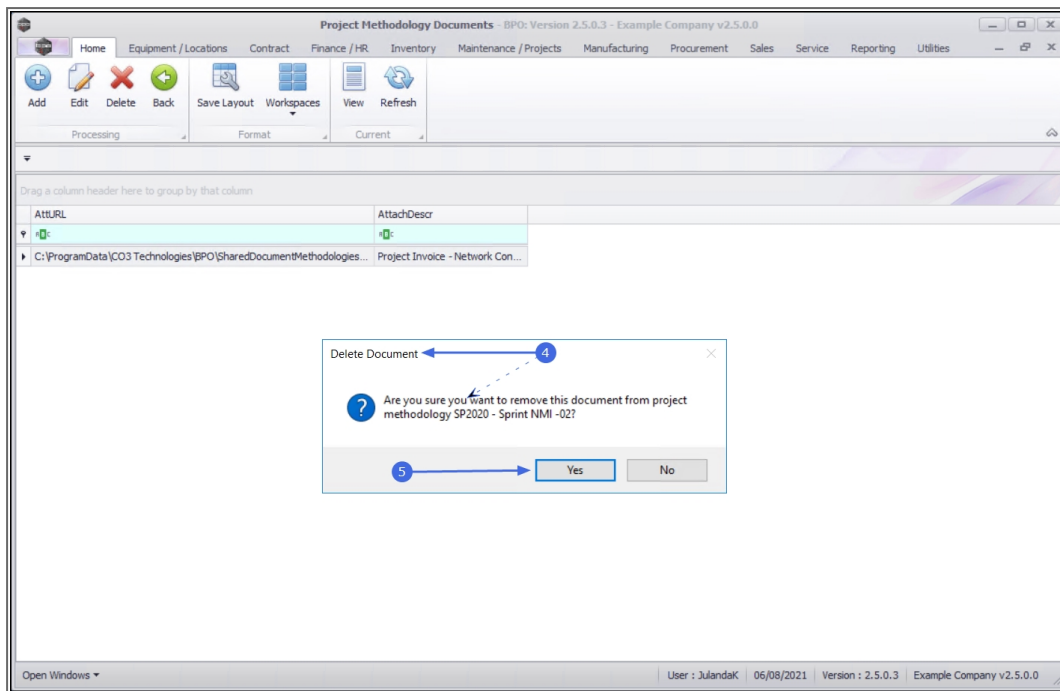 Project Methodology Documents - BPO: Version 2.5.0.3 - Example Company v2.5.0.0
Home Equipment / Locations Contract Finance / HR Inventory Maintenance / Projects Manufacturing Procurement Sales Service Reporting Utilities
Add Edit Delete Back Save Layout Workspaces View Refresh
Processing Format Current
Drag a column header here to group by that column
AttURL AttachDescr
C:\ProgramData\CO3 Technologies\BPO\SharedDocumentMethodologies... Project Invoice - Network Con...
Delete Document 4
Are you sure you want to remove this document from project
methodology SP2020 - Sprint NMI -02?
5 Yes No
Open Windows User : JulandaK 06/08/2021 Version : 2.5.0.3 Example Company v2.5.0.0